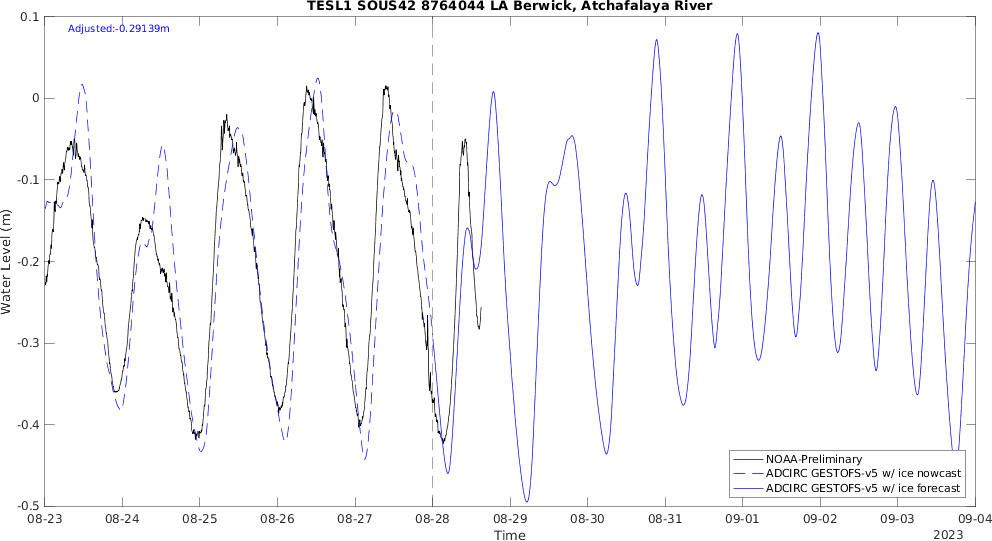 TESL1 SOUS42 8764044 LA Berwick, Atchafalaya River
Adjusted:-0.29139m
0.1
0
-0.1
-0.2
-0.3
-0.4
-0.5
Water Level (m)
NOAA-Preliminary
ADCIRC GESTOFS-v5 w/ ice nowcast
ADCIRC GESTOFS-v5 w/ ice forecast
08-23 08-24 08-25 08-26 08-27 08-28 08-29 08-30 08-31 09-01 09-02 09-03 09-04
Time
2023